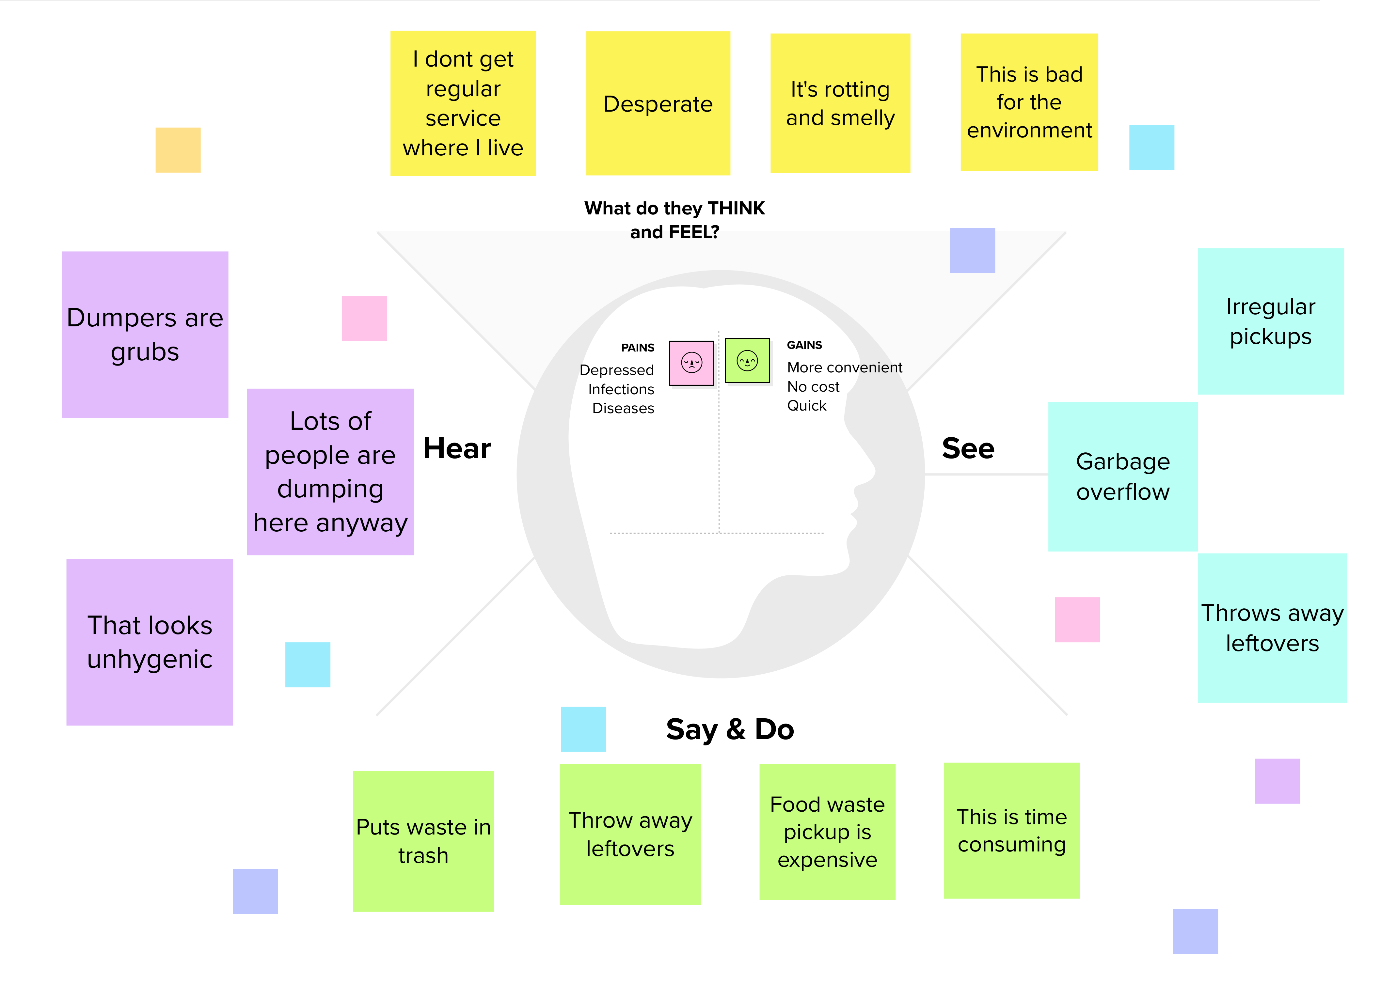 I dont get
regular
service
where I live
Desperate
It's rotting
and smelly
This is bad
for the
environment
What do they THINK
and FEEL?
Dumpers are
grubs
Lots of
people are
dumping
here anyway
That looks
unhygenic
Hear
PAINS
Depressed
Infections
Diseases
GAINS
More convenient
No cost
Quick
See
Irregular
pickups
Garbage
overflow
Throws away
leftovers
Say & Do
Puts waste in
trash
Throw away
leftovers
Food waste
pickup is
expensive
This is time
consuming